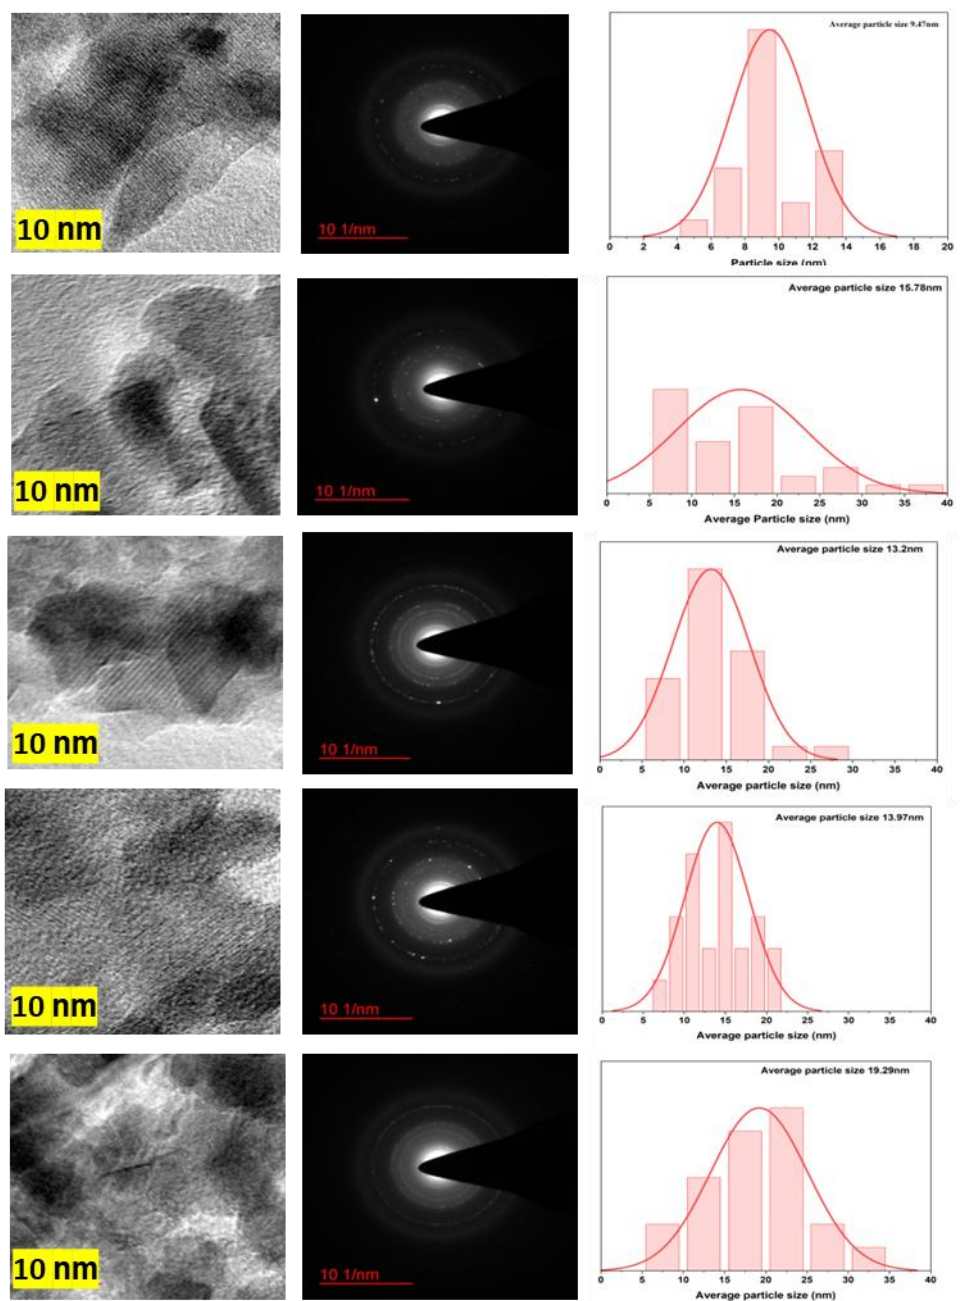 Average particle size 9.47nm
10 nm
10 1/nm
0 2 4 6 8 10 12 14 16 18 20
Particle size (nm)
Average particle size 15.78nm
10 nm
10 1/nm
0 5 10 15 20 25 30 35 40
Average Particle size (nm)
Average particle size 13.2nm
10 nm
10 1/nm
0 5 10 15 20 25 30 35 40
Average particle size (nm)
Average particle size 13.97nm
10 nm
10 1/nm
0 5 10 15 20 25 30 35 40
Average particle size (nm)
Average particle size 19.29nm
10 nm
10 1/nm
0 5 10 15 20 25 30 35 40
Average particle size (nm)